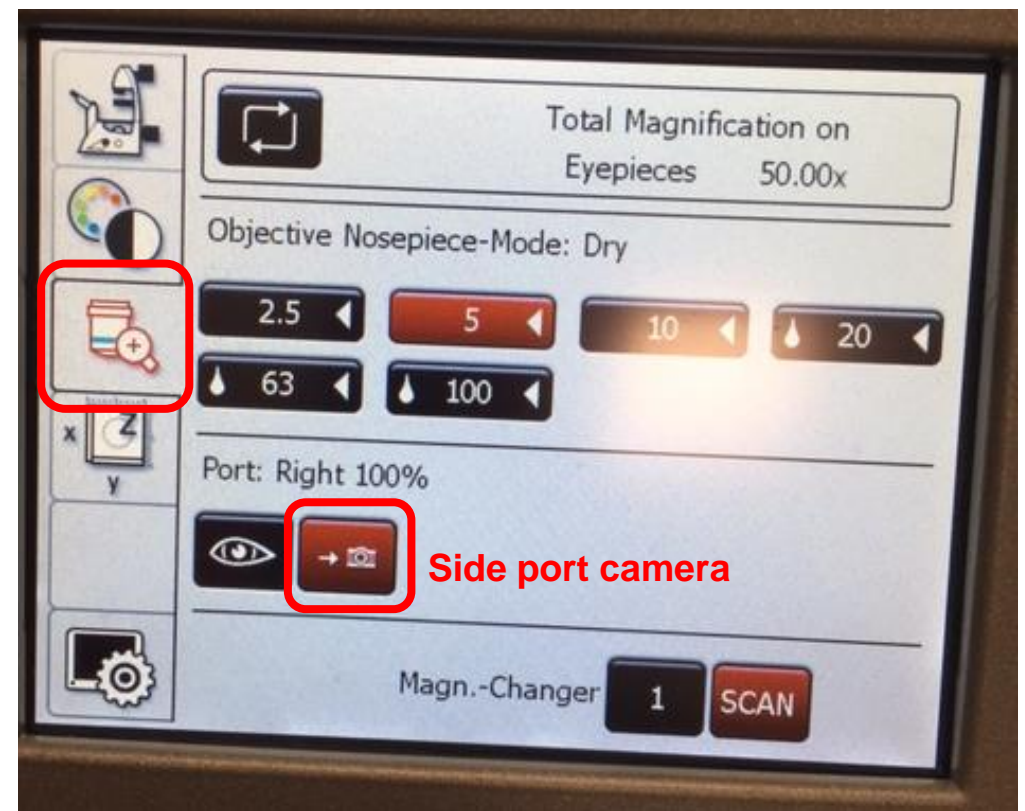 Total Magnification on
Eyepieces 50.00x
Objective Nosepiece-Mode: Dry
2.5 5 10 20
63 100
x Z
y
Port: Right 100%
Side port camera
Magn.-Changer 1 SCAN